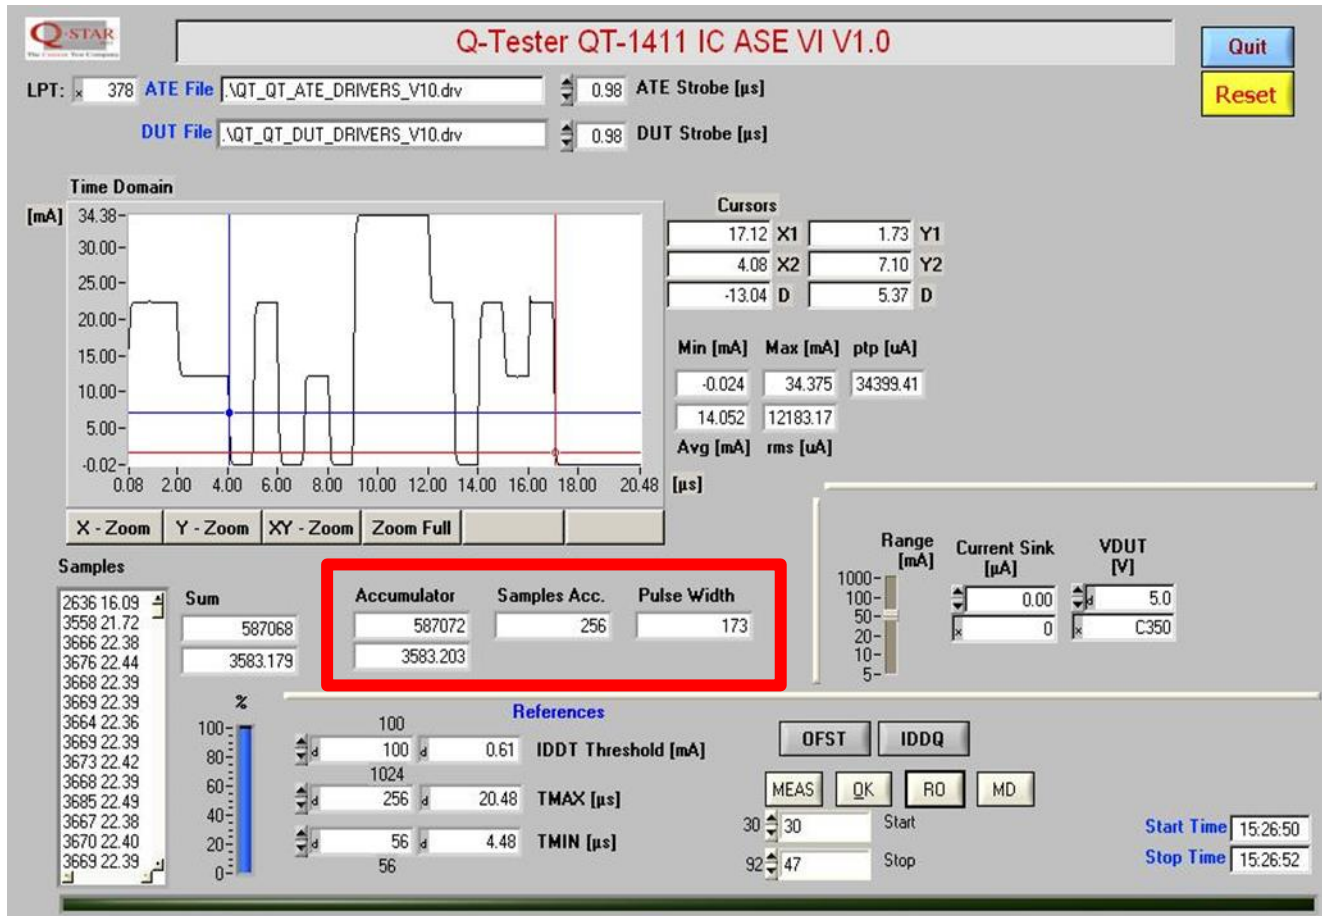 Q-STAR
Q-Tester QT-1411 IC ASE VI V1.0
Quit
Reset
LPT: x 378 ATE File .\QT_QT_ATE_DRIVERS_V10.drv 0.98 ATE Strobe [µs]
DUT File .\QT_QT_DUT_DRIVERS_V10.drv 0.98 DUT Strobe [µs]
Time Domain
[mA]
34.38
30.00
25.00
20.00
15.00
10.00
5.00
-0.02
0.08 2.00 4.00 6.00 8.00 10.00 12.00 14.00 16.00 18.00 20.48 [µs]
Cursors
17.12 X1 1.73 Y1
4.08 X2 7.10 Y2
-13.04 D 5.37 D
Min [mA] Max [mA] ptp [uA]
-0.024 34.375 34399.41
14.052 12183.17
Avg [mA] rms [uA]
X - Zoom Y - Zoom XY - Zoom Zoom Full
Samples
2636 16.09
3558 21.72
3666 22.38
3676 22.44
3668 22.39
3669 22.39
3664 22.36
3669 22.39
3673 22.42
3668 22.39
3685 22.49
3667 22.38
3670 22.40
3669 22.39
Sum
587068
3583.179
Accumulator Samples Acc. Pulse Width
587072 256 173
3583.203
Range [mA]
1000
100
50
20
10
5
Current Sink [µA]
0.00
x 0
VDUT [V]
d 5.0
x C350
%
100
80
60
40
20
0
References
100
d 100 d 0.61 IDDT Threshold [mA]
1024
d 256 d 20.48 TMAX [µs]
d 56 d 4.48 TMIN [µs]
56
OFST IDDQ
MEAS OK RO MD
30 30 Start
92 47 Stop
Start Time 15:26:50
Stop Time 15:26:52